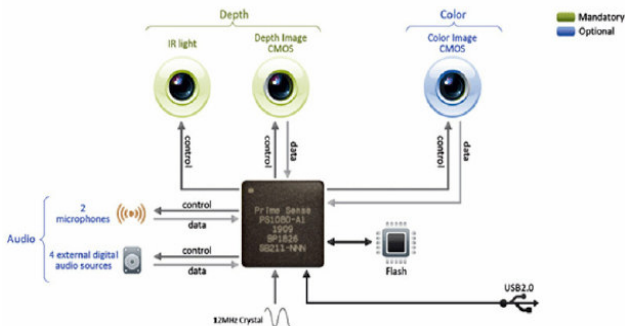 Depth
Color
Mandatory
Optional
IR light
Depth Image
CMOS
Color Image
CMOS
control
control
data
control
data
2
microphones
control
data
Audio
4 external digital
audio sources
control
data
Prime Sense
PS1080-A1
1909
BP1826
GB211-NNN
Flash
USB2.0
12MHz Crystal